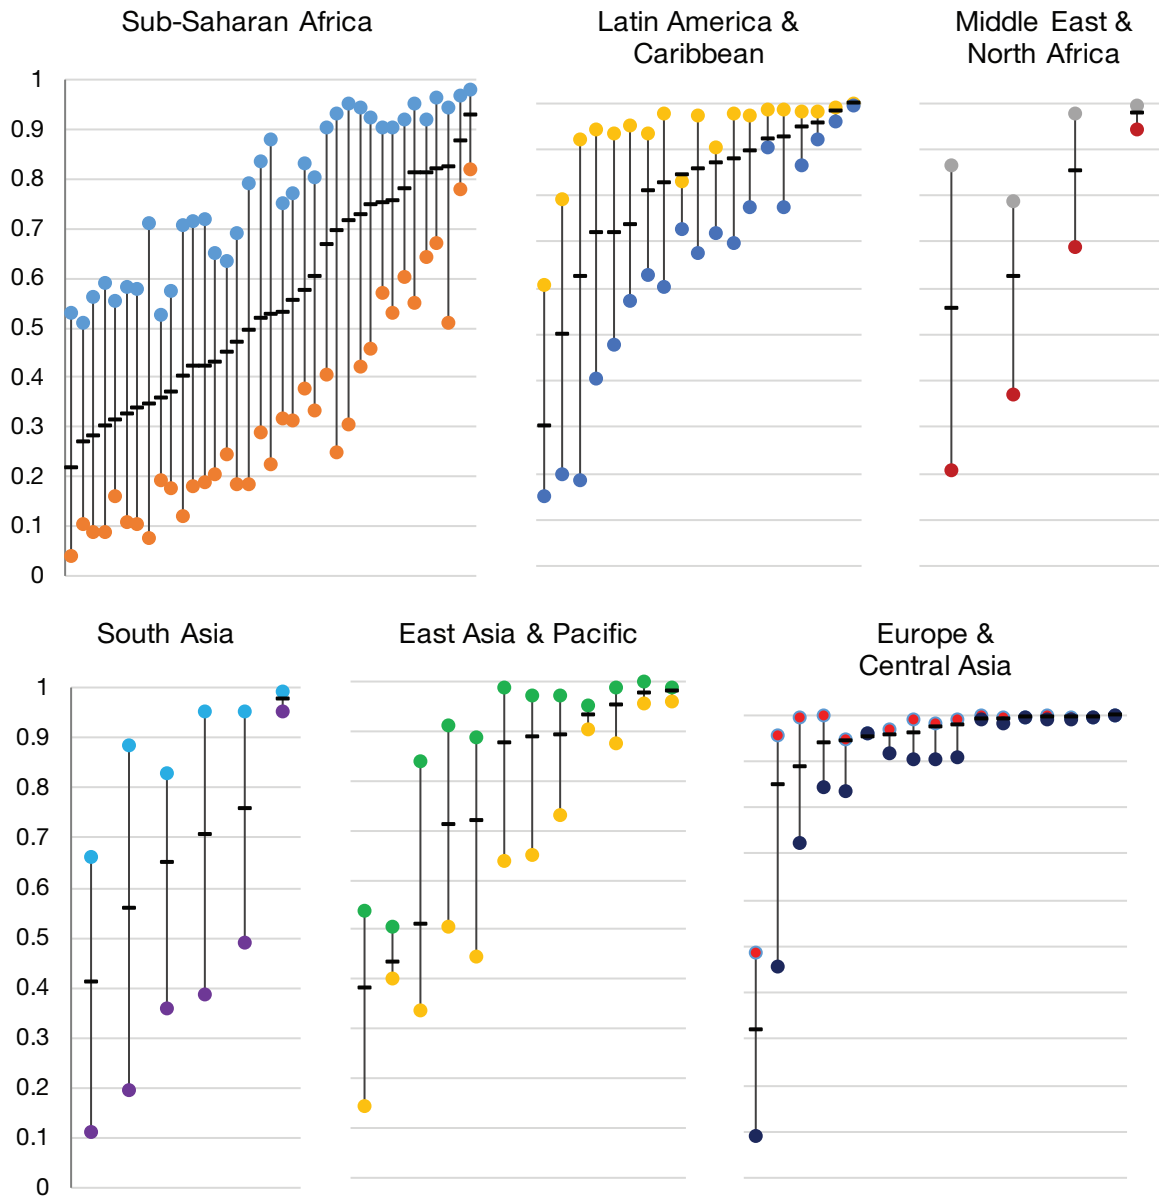 Sub-Saharan Africa
Latin America &
Caribbean
Middle East &
North Africa
1
0.9
0.8
0.7
0.6
0.5
0.4
0.3
0.2
0.1
0
South Asia
East Asia & Pacific
Europe &
Central Asia
1
0.9
0.8
0.7
0.6
0.5
0.4
0.3
0.2
0.1
0